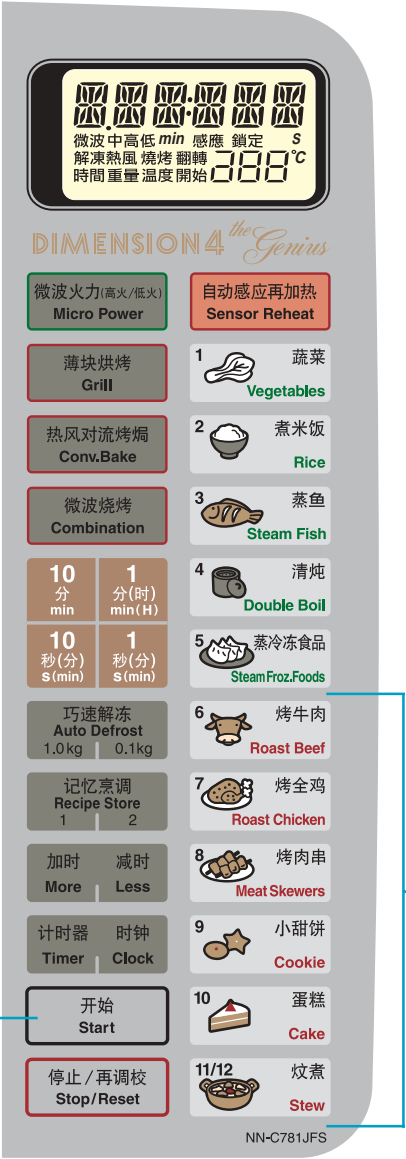 微波中高低 min 感應 鎖定 S
解凍熱風 燒烤 翻轉 °C
時間重量温度開始
DIMENSION 4 the Genius
微波火力(高火/低火)
Micro Power
薄块烘烤
Grill
热风对流烤焗
Conv.Bake
微波烧烤
Combination
10
分
min
1
分(时)
min(H)
10
秒(分)
s(min)
1
秒(分)
s(min)
巧速解冻
Auto Defrost
1.0kg 0.1kg
记忆烹调
Recipe Store
1 2
加时 减时
More Less
计时器 时钟
Timer Clock
开始
Start
停止/再调校
Stop/Reset
自动感应再加热
Sensor Reheat
1 蔬菜
Vegetables
2 煮米饭
Rice
3 蒸鱼
Steam Fish
4 清炖
Double Boil
5 蒸冷冻食品
Steam Froz.Foods
6 烤牛肉
Roast Beef
7 烤全鸡
Roast Chicken
8 烤肉串
Meat Skewers
9 小甜饼
Cookie
10 蛋糕
Cake
11/12 炆煮
Stew
NN-C781JFS